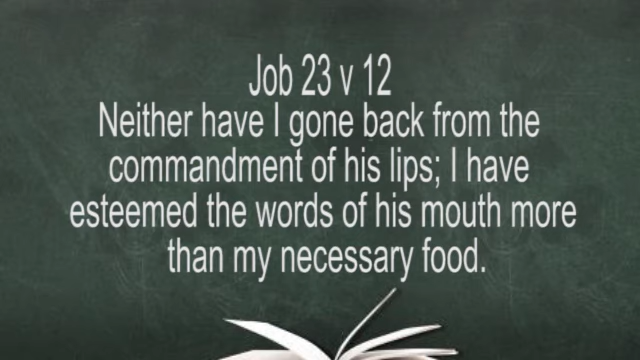 Job 23 v 12
Neither have I gone back from the
commandment of his lips; I have
esteemed the words of his mouth more
than my necessary food.